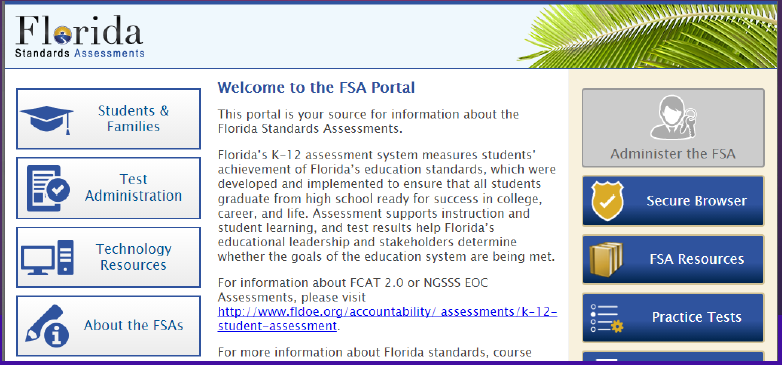 Florida
Standards Assessments
Students &
Families
Test
Administration
Technology
Resources
About the FSAs
Welcome to the FSA Portal
This portal is your source for information about the
Florida Standards Assessments.
Florida's K-12 assessment system measures students'
achievement of Florida's education standards, which were
developed and implemented to ensure that all students
graduate from high school ready for success in college,
career, and life. Assessment supports instruction and
student learning, and test results help Florida's
educational leadership and stakeholders determine
whether the goals of the education system are being met.
For information about FCAT 2.0 or NGSSS EOC
Assessments, please visit
http://www.fldoe.org/accountability/ assessments/k-12-
student-assessment.
For more information about Florida standards, course
Administer the FSA
Secure Browser
FSA Resources
Practice Tests